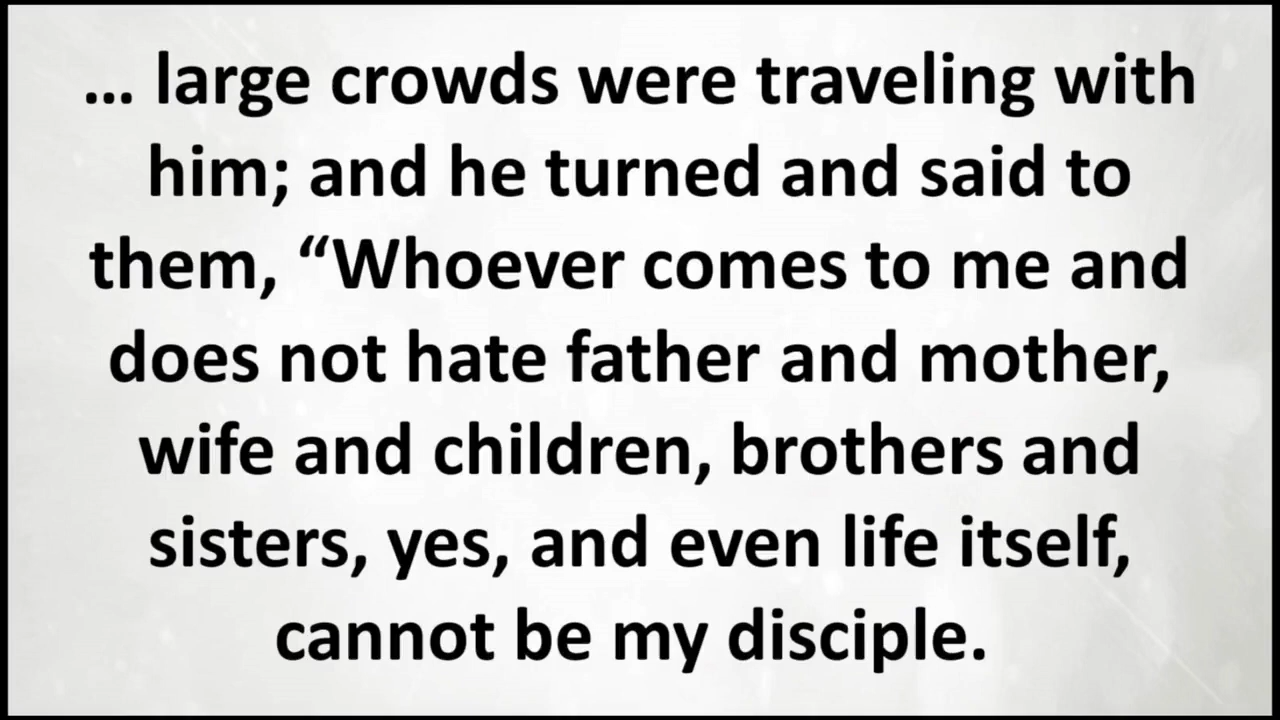 … large crowds were traveling with
him; and he turned and said to
them, “Whoever comes to me and
does not hate father and mother,
wife and children, brothers and
sisters, yes, and even life itself,
cannot be my disciple.